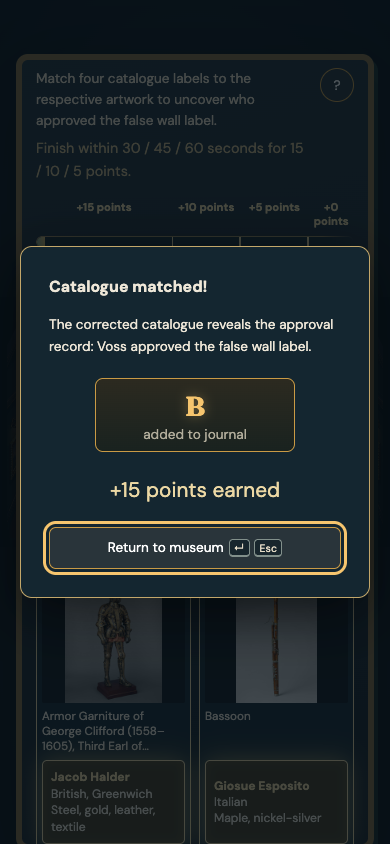 Match four catalogue labels to the
respective artwork to uncover who
approved the false wall label.
?
Finish within 30 / 45 / 60 seconds for 15
/ 10 / 5 points.
+15 points
+10 points
+5 points
+0
points
Catalogue matched!
The corrected catalogue reveals the approval
record: Voss approved the false wall label.
B
added to journal
+15 points earned
Return to museum ↵ Esc
Armor Garniture of
George Clifford (1558–
1605), Third Earl of…
Bassoon
Jacob Halder
British, Greenwich
Steel, gold, leather,
textile
Giosue Esposito
Italian
Maple, nickel-silver